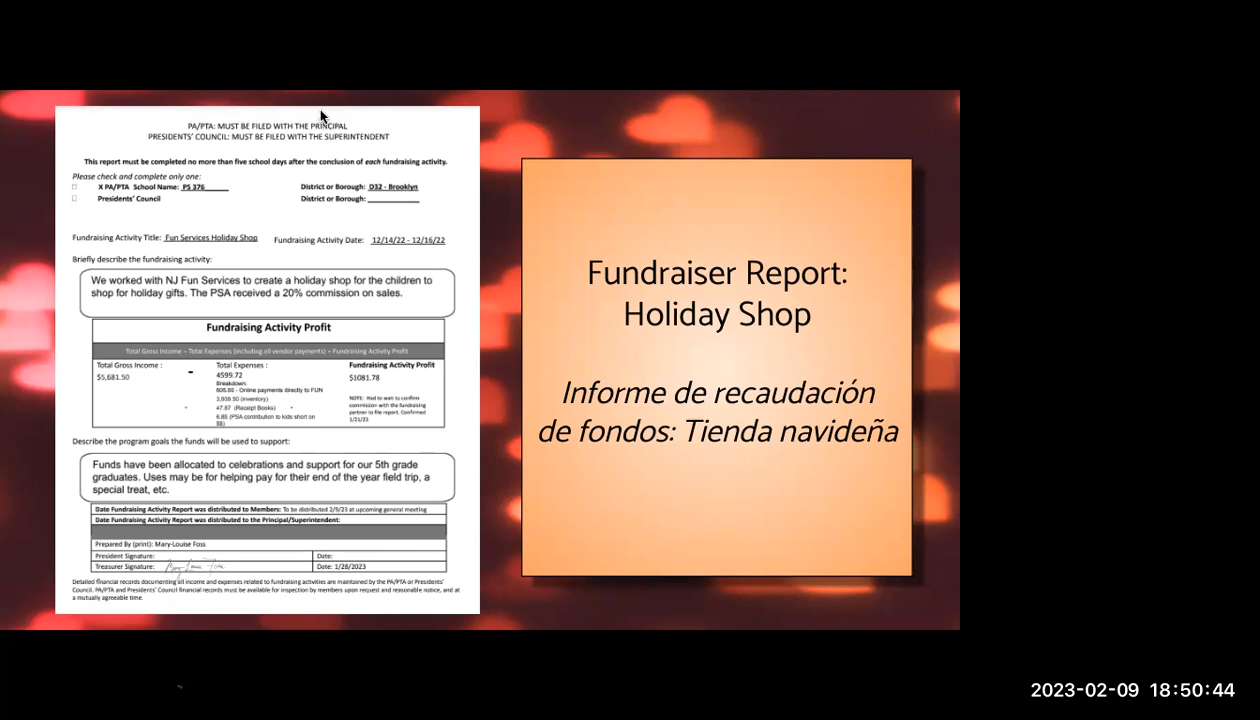 PA/PTA: MUST BE FILED WITH THE PRINCIPAL
PRESIDENTS' COUNCIL: MUST BE FILED WITH THE SUPERINTENDENT
This report must be completed no more than five school days after the conclusion of each fundraising activity.
Please check and complete only one:
X PA/PTA School Name: PS 376 District or Borough: D32 - Brooklyn
Presidents' Council District or Borough:
Fundraising Activity Title: Fun Services Holiday Shop Fundraising Activity Date: 12/14/22 - 12/16/22
Briefly describe the fundraising activity:
We worked with NJ Fun Services to create a holiday shop for the children to
shop for holiday gifts. The PSA received a 20% commission on sales.
Fundraising Activity Profit
Total Gross Income – Total Expenses (including all vendor payments) = Fundraising Activity Profit
Total Gross Income :
$5,681.50
-
Total Expenses :
4599.72
Breakdown:
605.50 - Online payments directly to FUN
3,939.50 (inventory)
47.87 (Receipt Books)
6.85 (PSA contribution to kids short on
$$)
Fundraising Activity Profit
$1081.78
NOTE: Had to wait to confirm
commission with the fundraising
partner to file report. Confirmed
1/21/23
Describe the program goals the funds will be used to support:
Funds have been allocated to celebrations and support for our 5th grade
graduates. Uses may be for helping pay for their end of the year field trip, a
special treat, etc.
Date Fundraising Activity Report was distributed to Members: To be distributed 2/9/23 at upcoming general meeting
Date Fundraising Activity Report was distributed to the Principal/Superintendent:
Prepared By (print): Mary-Louise Foss
President Signature: Date:
Treasurer Signature: Date: 1/28/2023
Detailed financial records documenting all income and expenses related to fundraising activities are maintained by the PA/PTA or Presidents'
Council. PA/PTA and Presidents' Council financial records must be available for inspection by members upon request and reasonable notice, and at
a mutually agreeable time.
Fundraiser Report:
Holiday Shop
Informe de recaudación
de fondos: Tienda navideña
2023-02-09 18:50:44